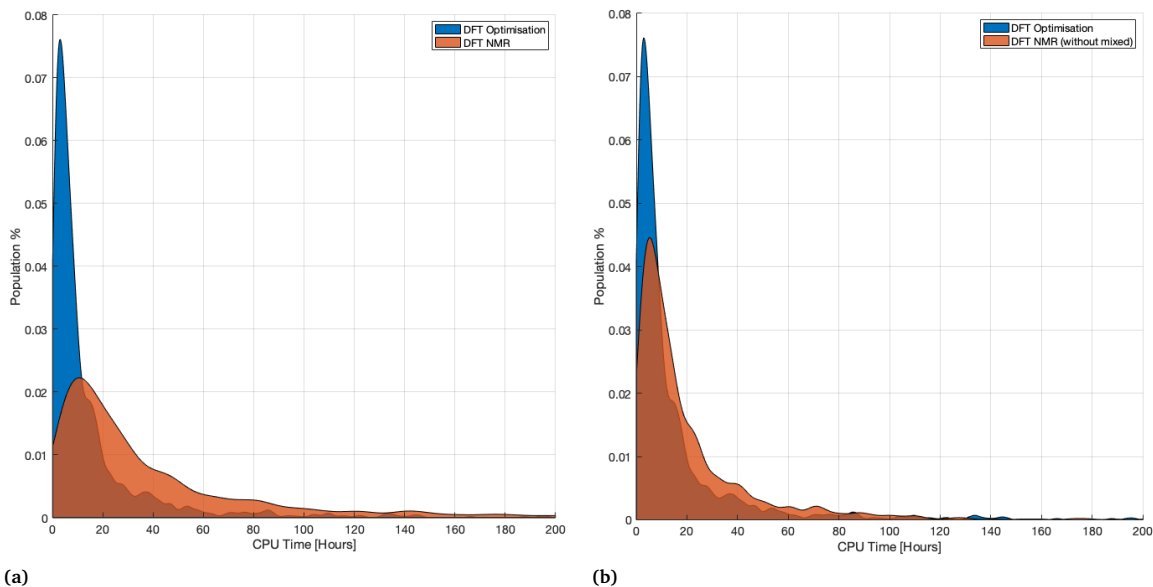 0.08
0.07
0.06
0.05
0.04
0.03
0.02
0.01
0
Population %
DFT Optimisation
DFT NMR
0 20 40 60 80 100 120 140 160 180 200
CPU Time [Hours]
(a)
0.08
0.07
0.06
0.05
0.04
0.03
0.02
0.01
0
Population %
DFT Optimisation
DFT NMR (without mixed)
0 20 40 60 80 100 120 140 160 180 200
CPU Time [Hours]
(b)